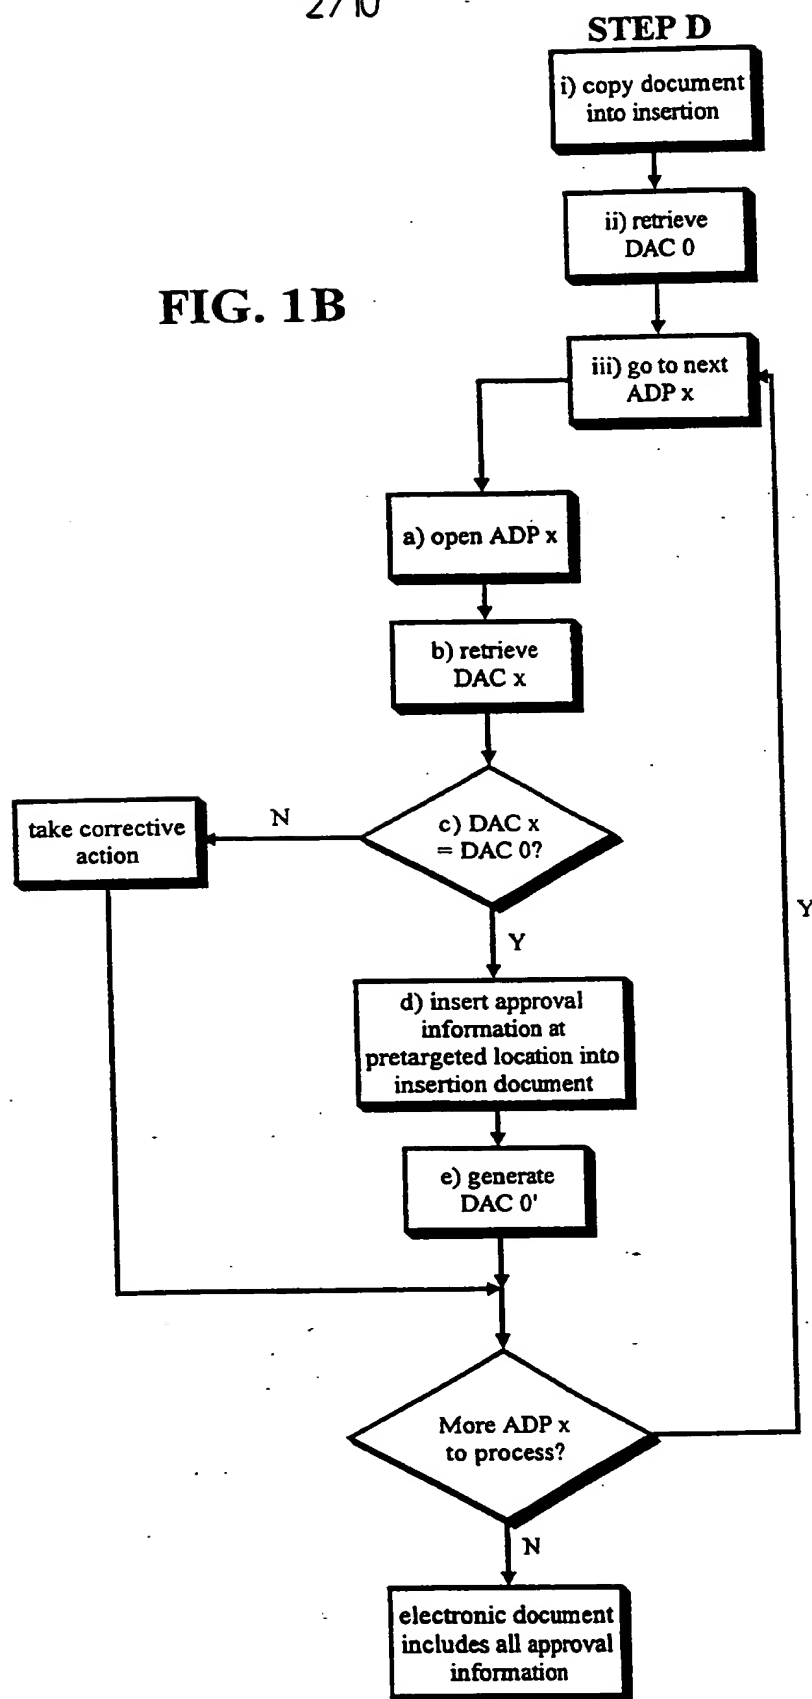 2/10
STEP D
i) copy document
into insertion
ii) retrieve
DAC 0
FIG. 1B
iii) go to next
ADP x
a) open ADP x
b) retrieve
DAC x
take corrective
action
N
c) DAC x
= DAC 0?
Y
Y
d) insert approval
information at
pretargeted location into
insertion document
e) generate
DAC 0'
More ADP x
to process?
N
electronic document
includes all approval
information